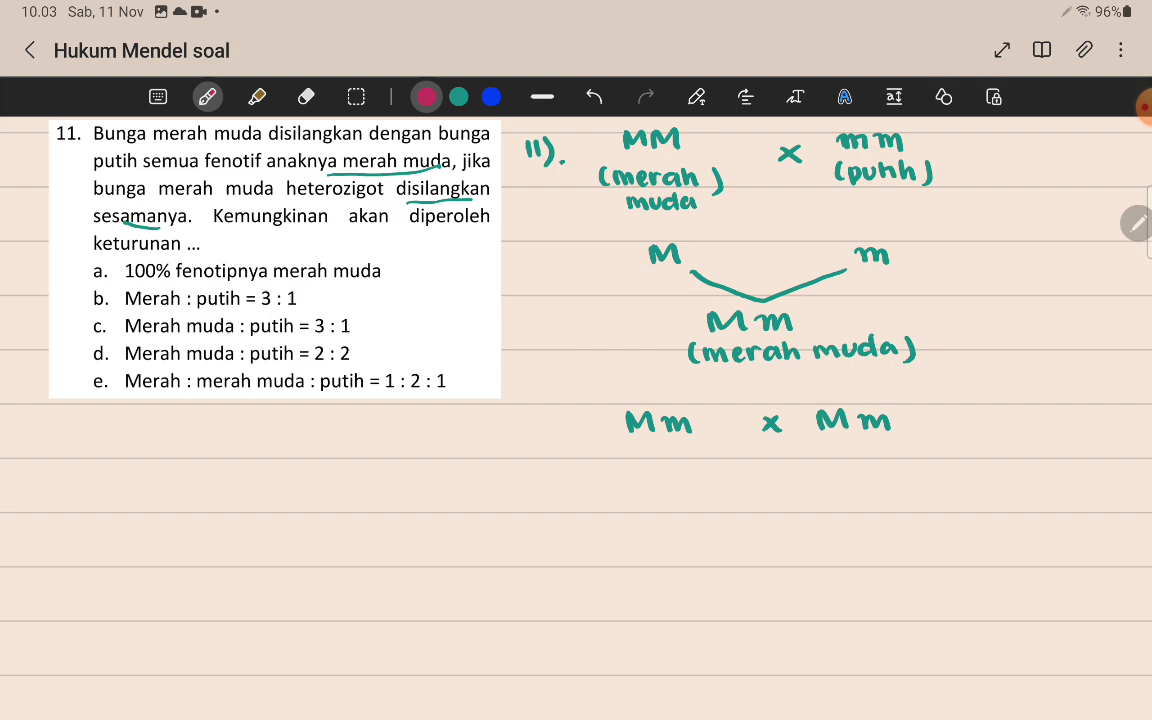 10.03 Sab, 11 Nov
96%
Hukum Mendel soal
11. Bunga merah muda disilangkan dengan bunga
putih semua fenotif anaknya merah muda, jika
bunga merah muda heterozigot disilangkan
sesamanya. Kemungkinan akan diperoleh
keturunan ...
a. 100% fenotipnya merah muda
b. Merah : putih = 3 : 1
c. Merah muda : putih = 3 : 1
d. Merah muda : putih = 2 : 2
e. Merah : merah muda : putih = 1 : 2 : 1
11). MM x mm
(merah muda) (putih)
M m
Mm
(merah muda)
Mm x Mm